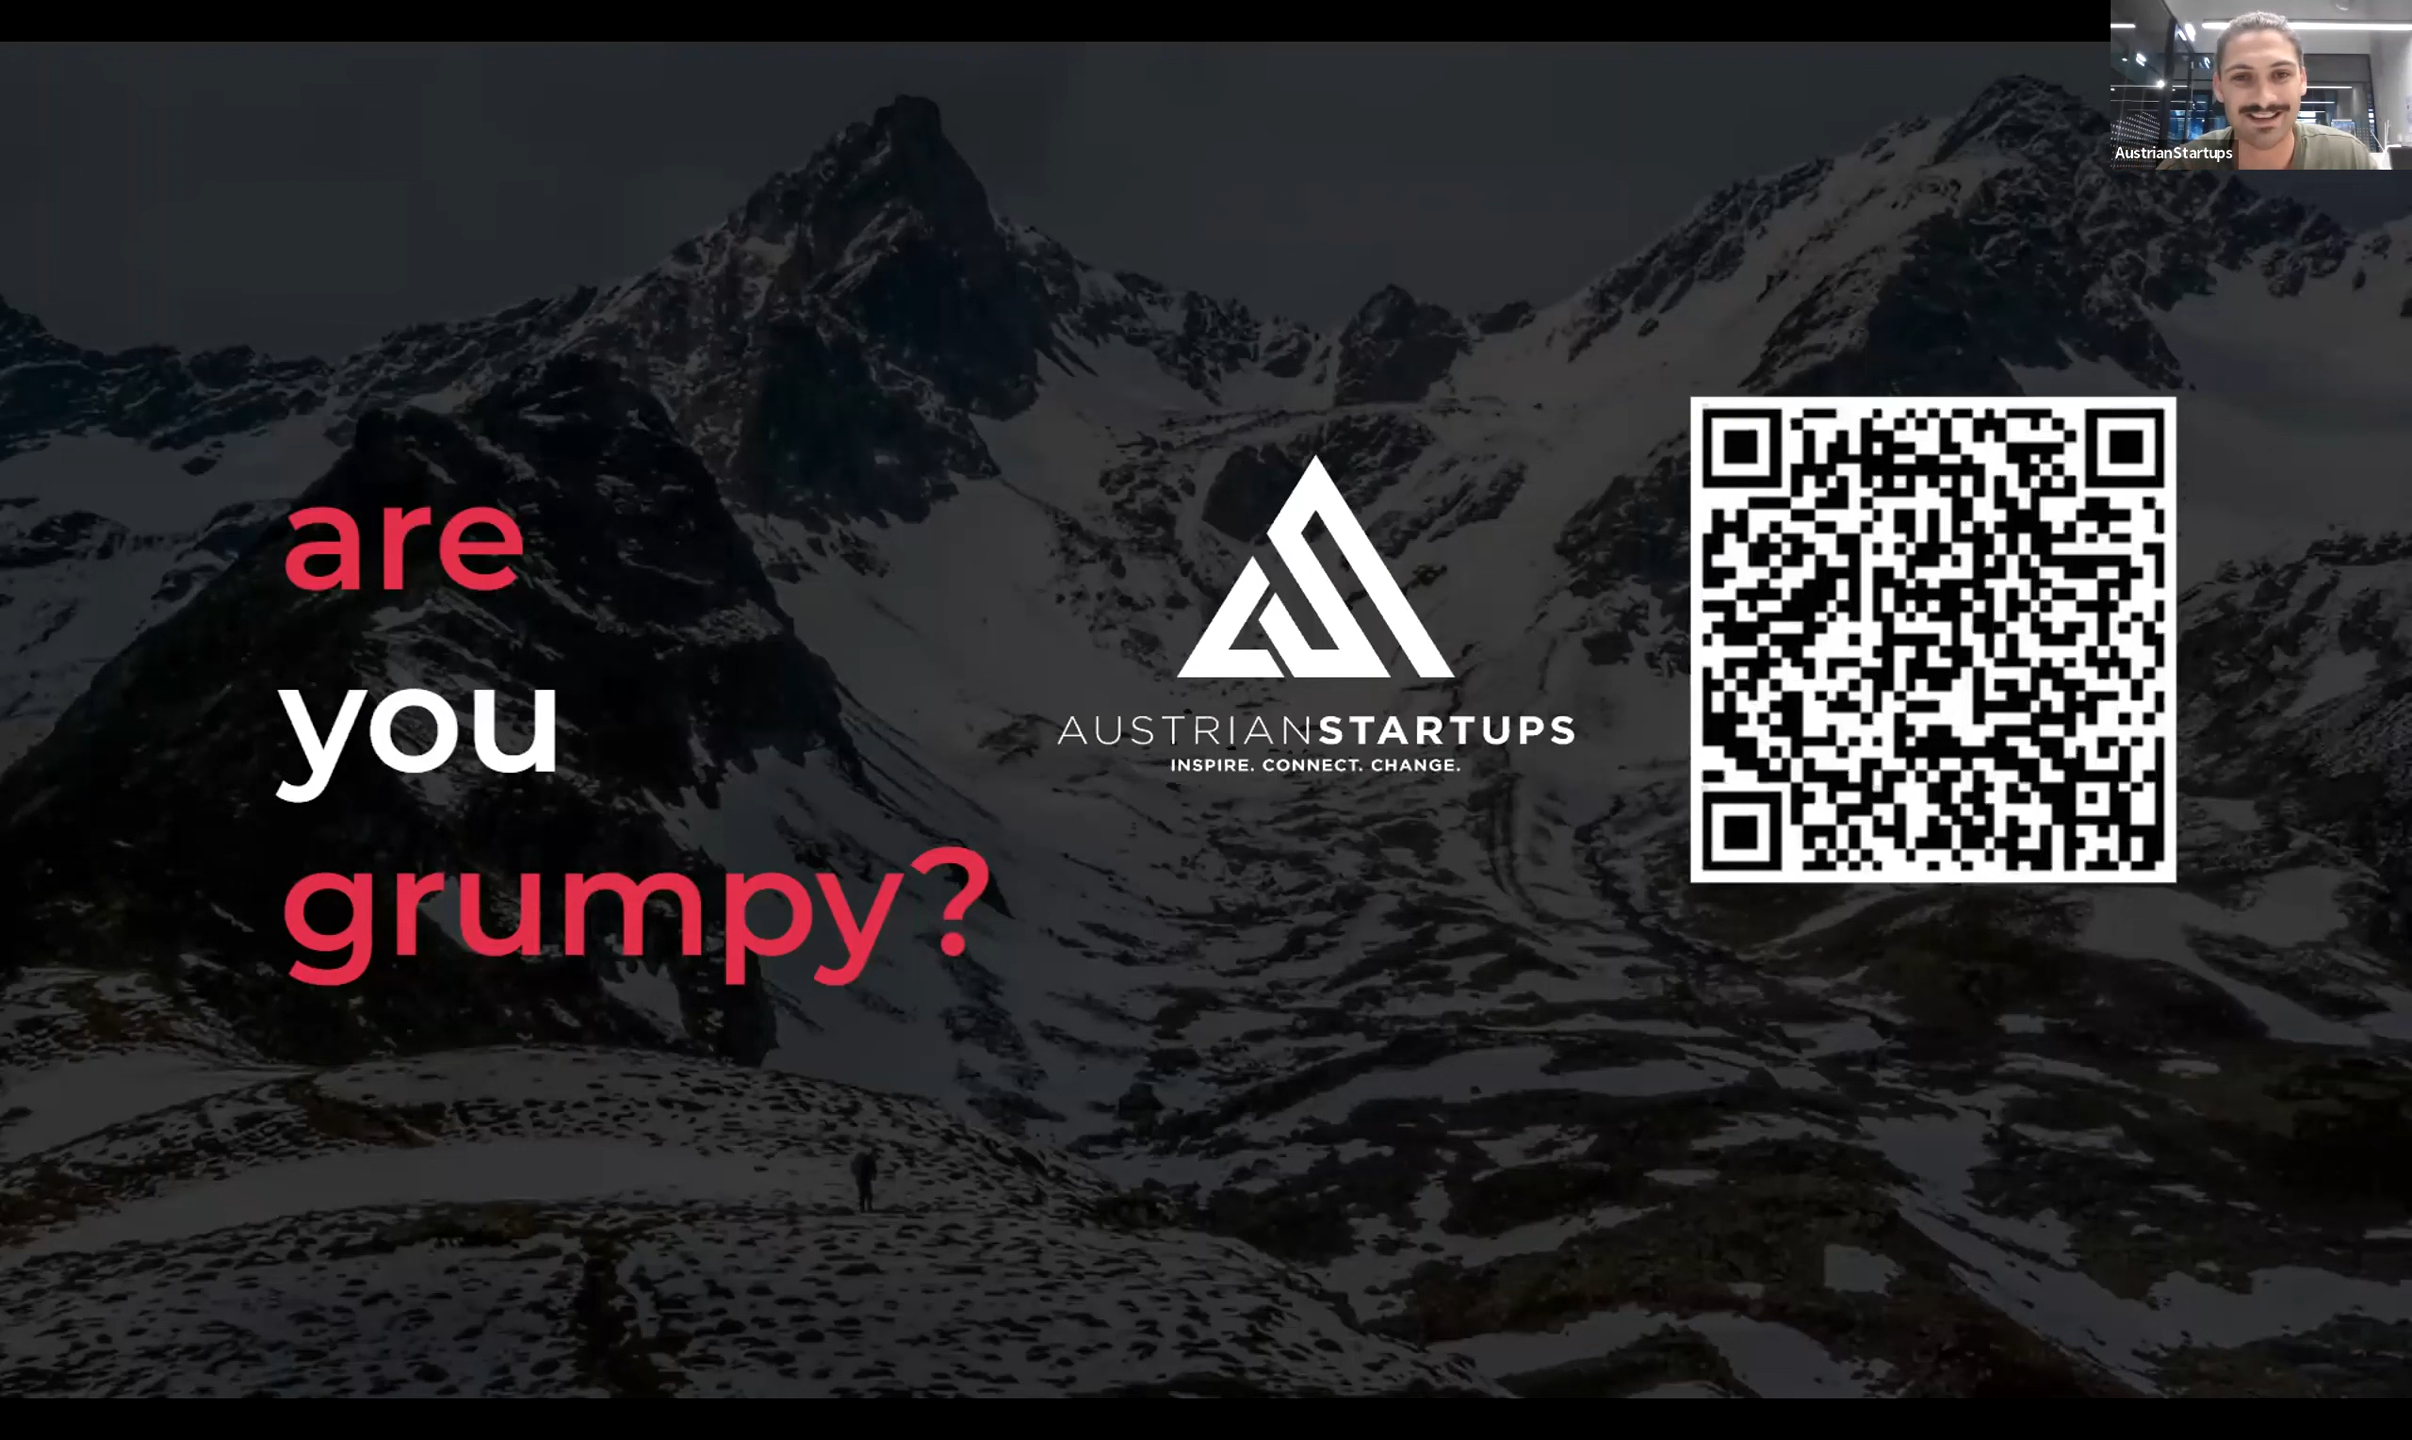 AustrianStartups
are
you
grumpy?
AUSTRIANSTARTUPS
INSPIRE. CONNECT. CHANGE.